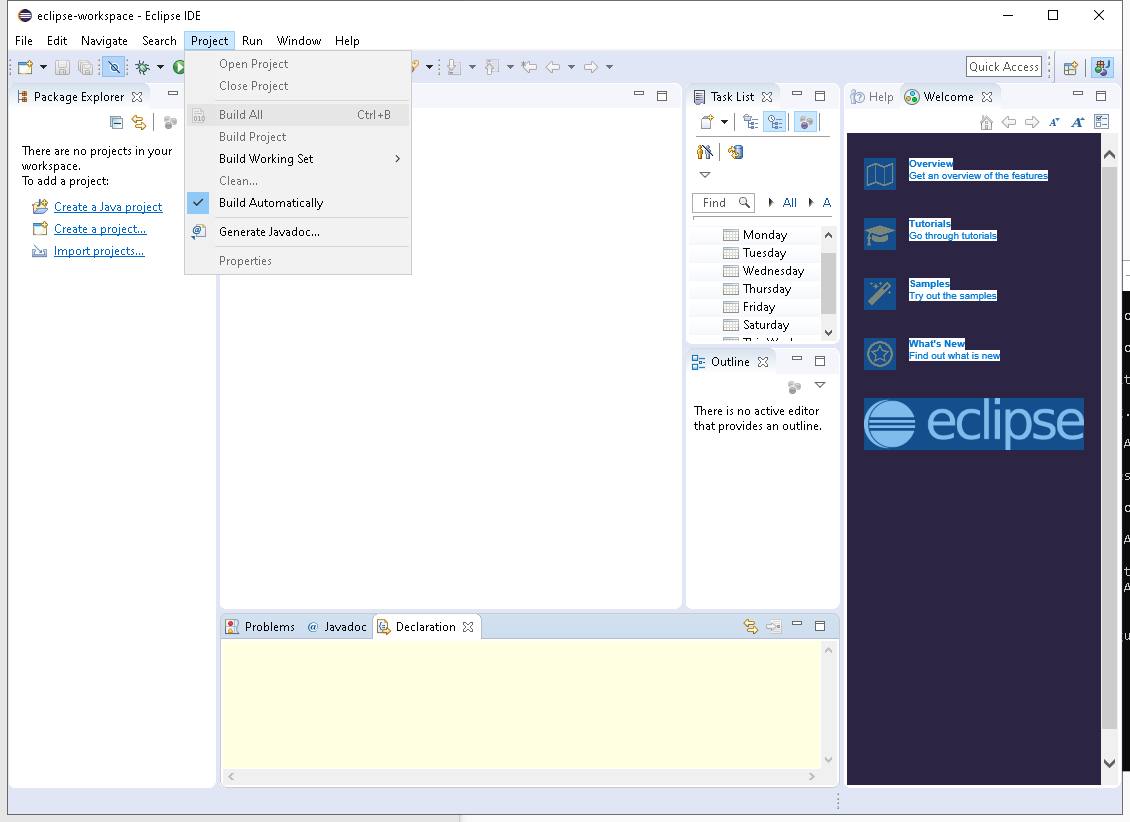 eclipse-workspace - Eclipse IDE
File Edit Navigate Search Project Run Window Help
Quick Access
Package Explorer
There are no projects in your
workspace.
To add a project:
Create a Java project
Create a project...
Import projects...
Open Project
Close Project
Build All Ctrl+B
Build Project
Build Working Set
Clean...
Build Automatically
Generate Javadoc...
Properties
Task List
Find All A
Monday
Tuesday
Wednesday
Thursday
Friday
Saturday
Outline
There is no active editor
that provides an outline.
Help Welcome
Overview
Get an overview of the features
Tutorials
Go through tutorials
Samples
Try out the samples
What's New
Find out what is new
eclipse
Problems @ Javadoc Declaration